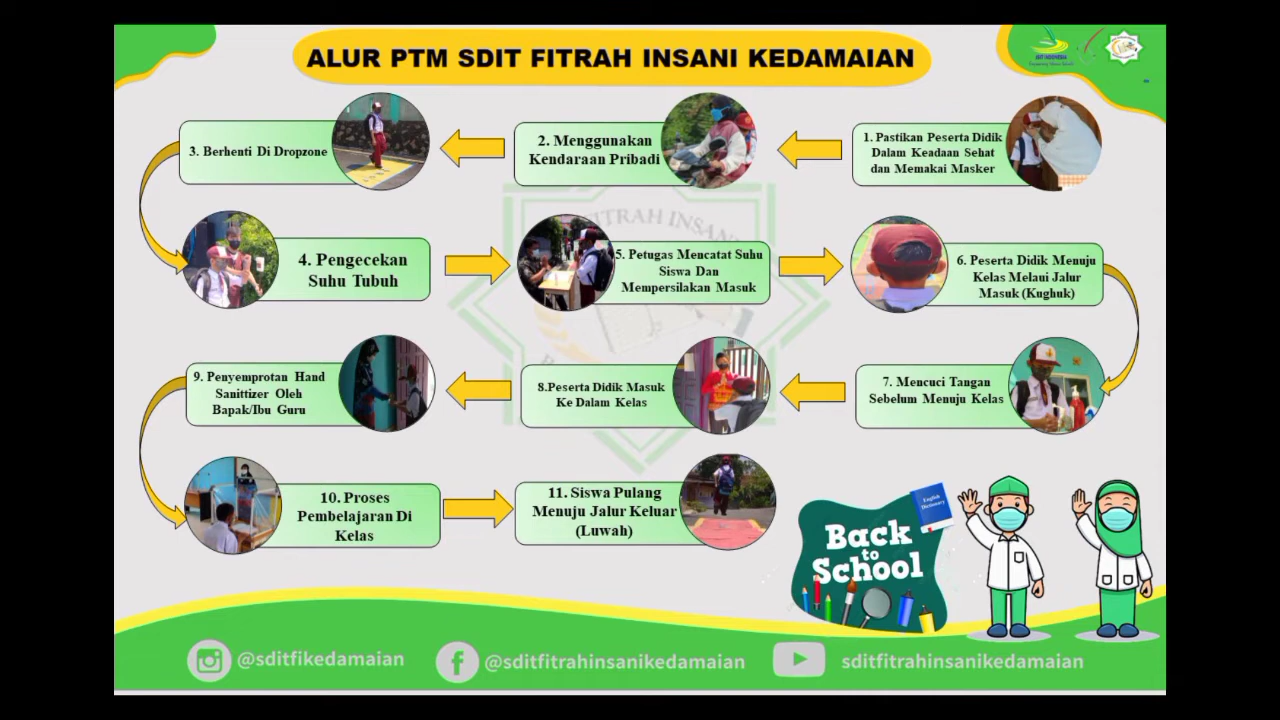 ALUR PTM SDIT FITRAH INSANI KEDAMAIAN
1. Pastikan Peserta Didik
Dalam Keadaan Sehat
dan Memakai Masker
2. Menggunakan
Kendaraan Pribadi
3. Berhenti Di Dropzone
4. Pengecekan
Suhu Tubuh
5. Petugas Mencatat Suhu
Siswa Dan
Mempersilakan Masuk
6. Peserta Didik Menuju
Kelas Melaui Jalur
Masuk (Kughuk)
7. Mencuci Tangan
Sebelum Menuju Kelas
8.Peserta Didik Masuk
Ke Dalam Kelas
9. Penyemprotan Hand
Sanittizer Oleh
Bapak/Ibu Guru
10. Proses
Pembelajaran Di
Kelas
11. Siswa Pulang
Menuju Jalur Keluar
(Luwah)
FITRAH INSANI
English
Dictionary
Back
to
School
@sditfikedamaian
@sditfitrahinsanikedamaian
sditfitrahinsanikedamaian